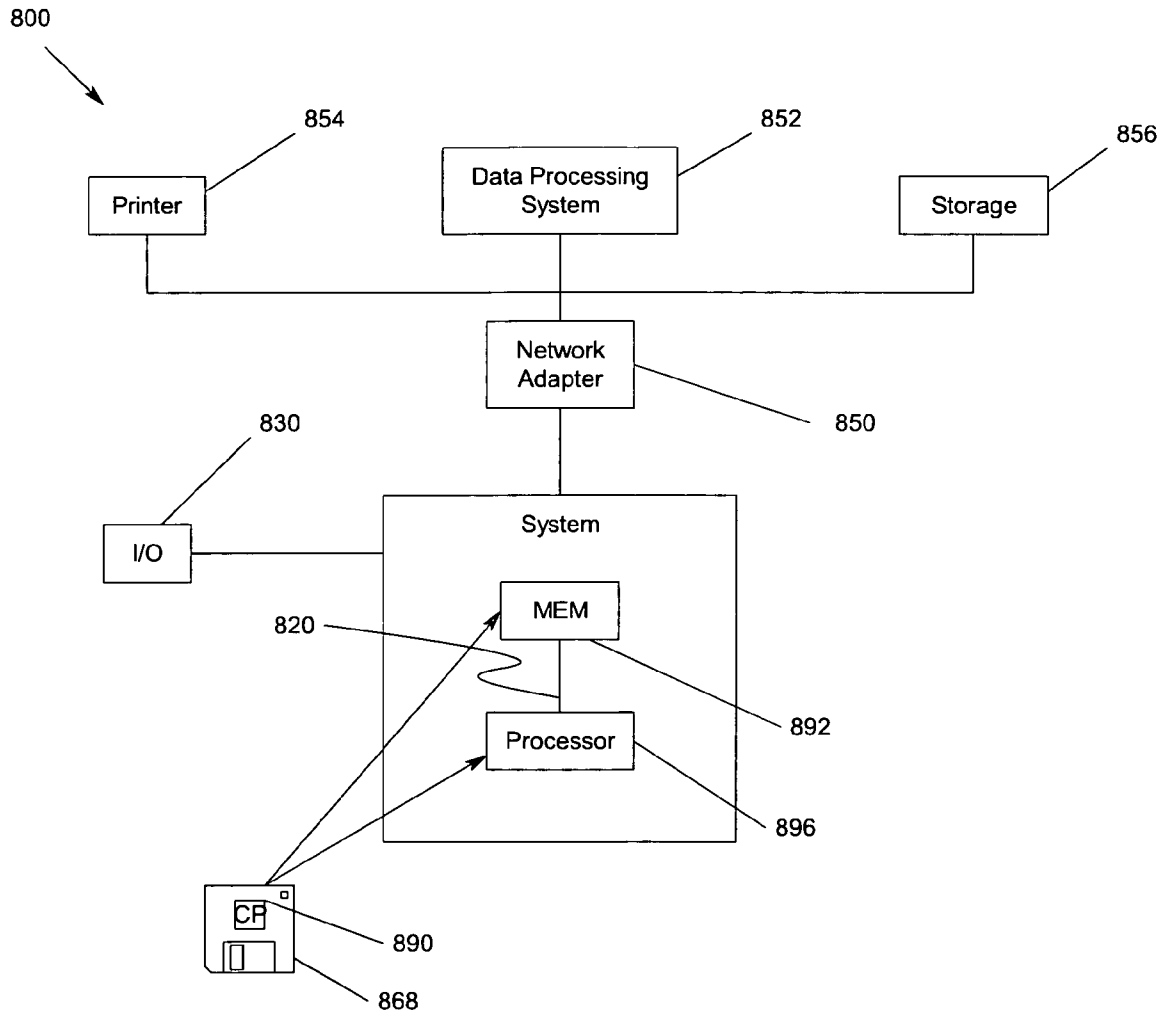 800
854
852
856
Printer
Data Processing
System
Storage
Network
Adapter
850
830
System
I/O
MEM
820
892
Processor
896
CP
890
868